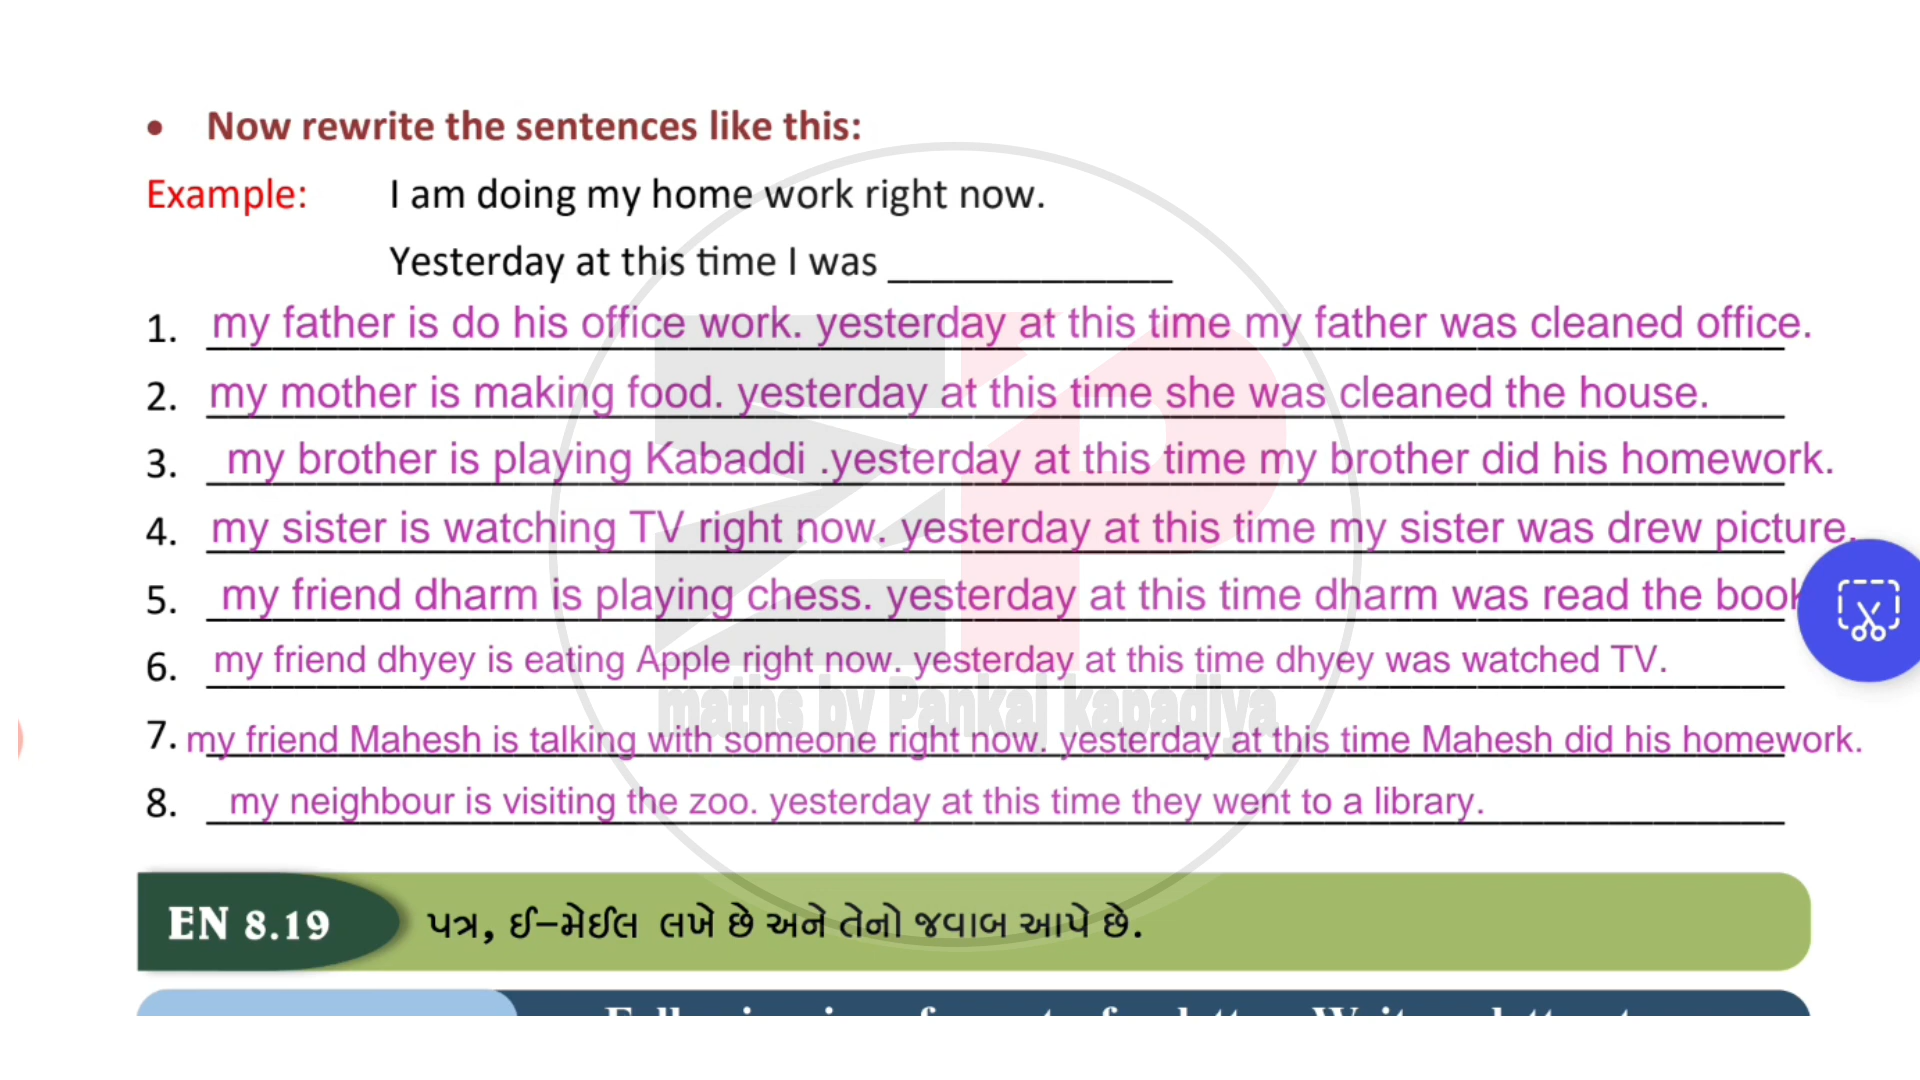 • Now rewrite the sentences like this:
Example: I am doing my home work right now.
Yesterday at this time I was _____________
1. my father is do his office work. yesterday at this time my father was cleaned office.
2. my mother is making food. yesterday at this time she was cleaned the house.
3. my brother is playing Kabaddi .yesterday at this time my brother did his homework.
4. my sister is watching TV right now. yesterday at this time my sister was drew picture.
5. my friend dharm is playing chess. yesterday at this time dharm was read the book
6. my friend dhyey is eating Apple right now. yesterday at this time dhyey was watched TV.
maths by Pankaj kapadiya
7. my friend Mahesh is talking with someone right now. yesterday at this time Mahesh did his homework.
8. my neighbour is visiting the zoo. yesterday at this time they went to a library.
EN 8.19 પત્ર, ઈ–મેઈલ લખે છે અને તેનો જવાબ આપે છે.